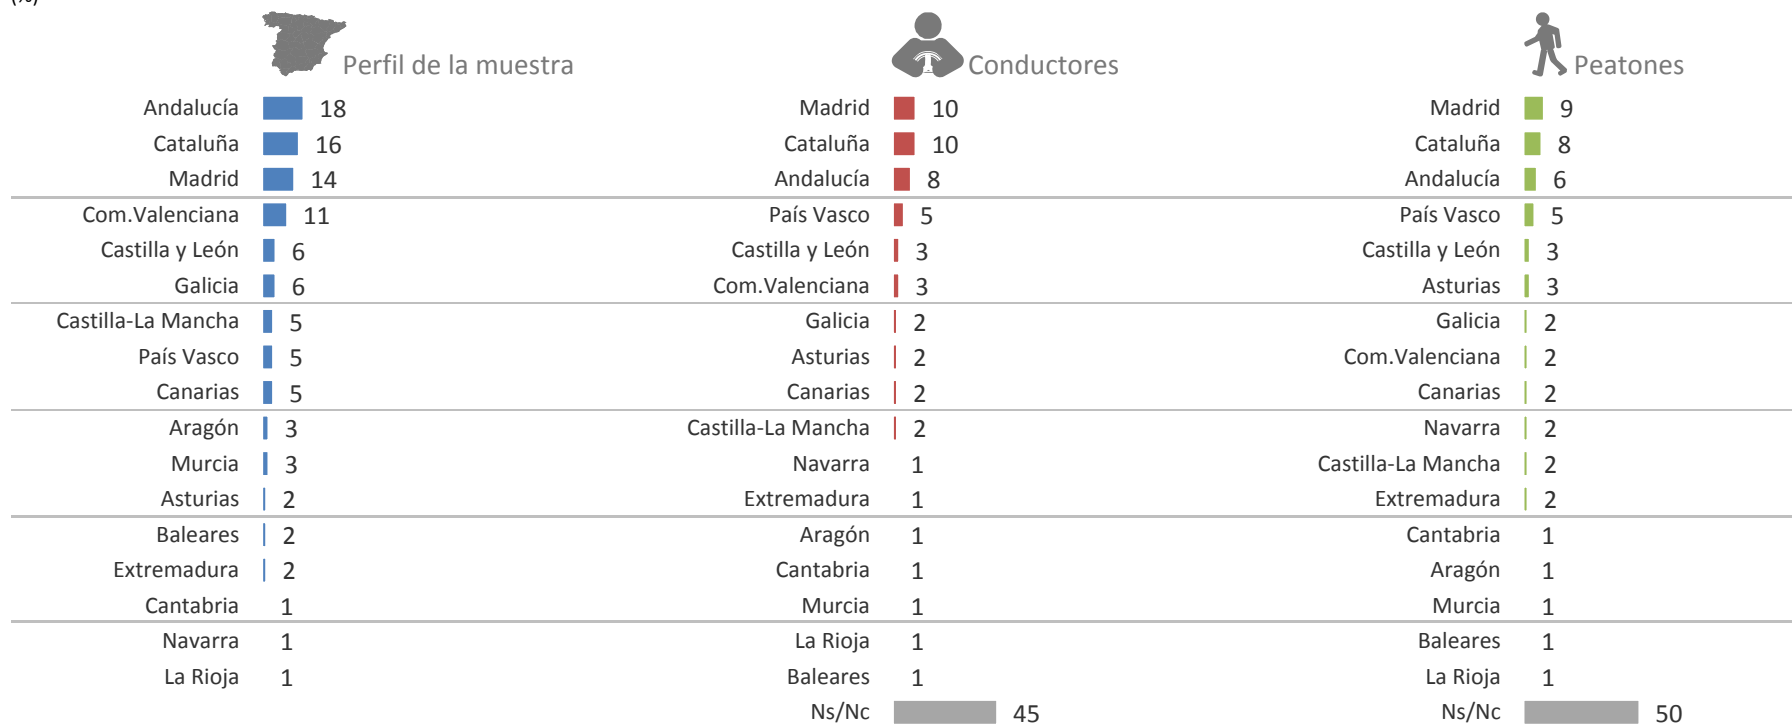 (%)
Perfil de la muestra
Andalucía 18
Cataluña 16
Madrid 14
Com.Valenciana 11
Castilla y León 6
Galicia 6
Castilla-La Mancha 5
País Vasco 5
Canarias 5
Aragón 3
Murcia 3
Asturias 2
Baleares 2
Extremadura 2
Cantabria 1
Navarra 1
La Rioja 1
Conductores
Madrid 10
Cataluña 10
Andalucía 8
País Vasco 5
Castilla y León 3
Com.Valenciana 3
Galicia 2
Asturias 2
Canarias 2
Castilla-La Mancha 2
Navarra 1
Extremadura 1
Aragón 1
Cantabria 1
Murcia 1
La Rioja 1
Baleares 1
Ns/Nc 45
Peatones
Madrid 9
Cataluña 8
Andalucía 6
País Vasco 5
Castilla y León 3
Asturias 3
Galicia 2
Com.Valenciana 2
Canarias 2
Navarra 2
Castilla-La Mancha 2
Extremadura 2
Cantabria 1
Aragón 1
Murcia 1
Baleares 1
La Rioja 1
Ns/Nc 50